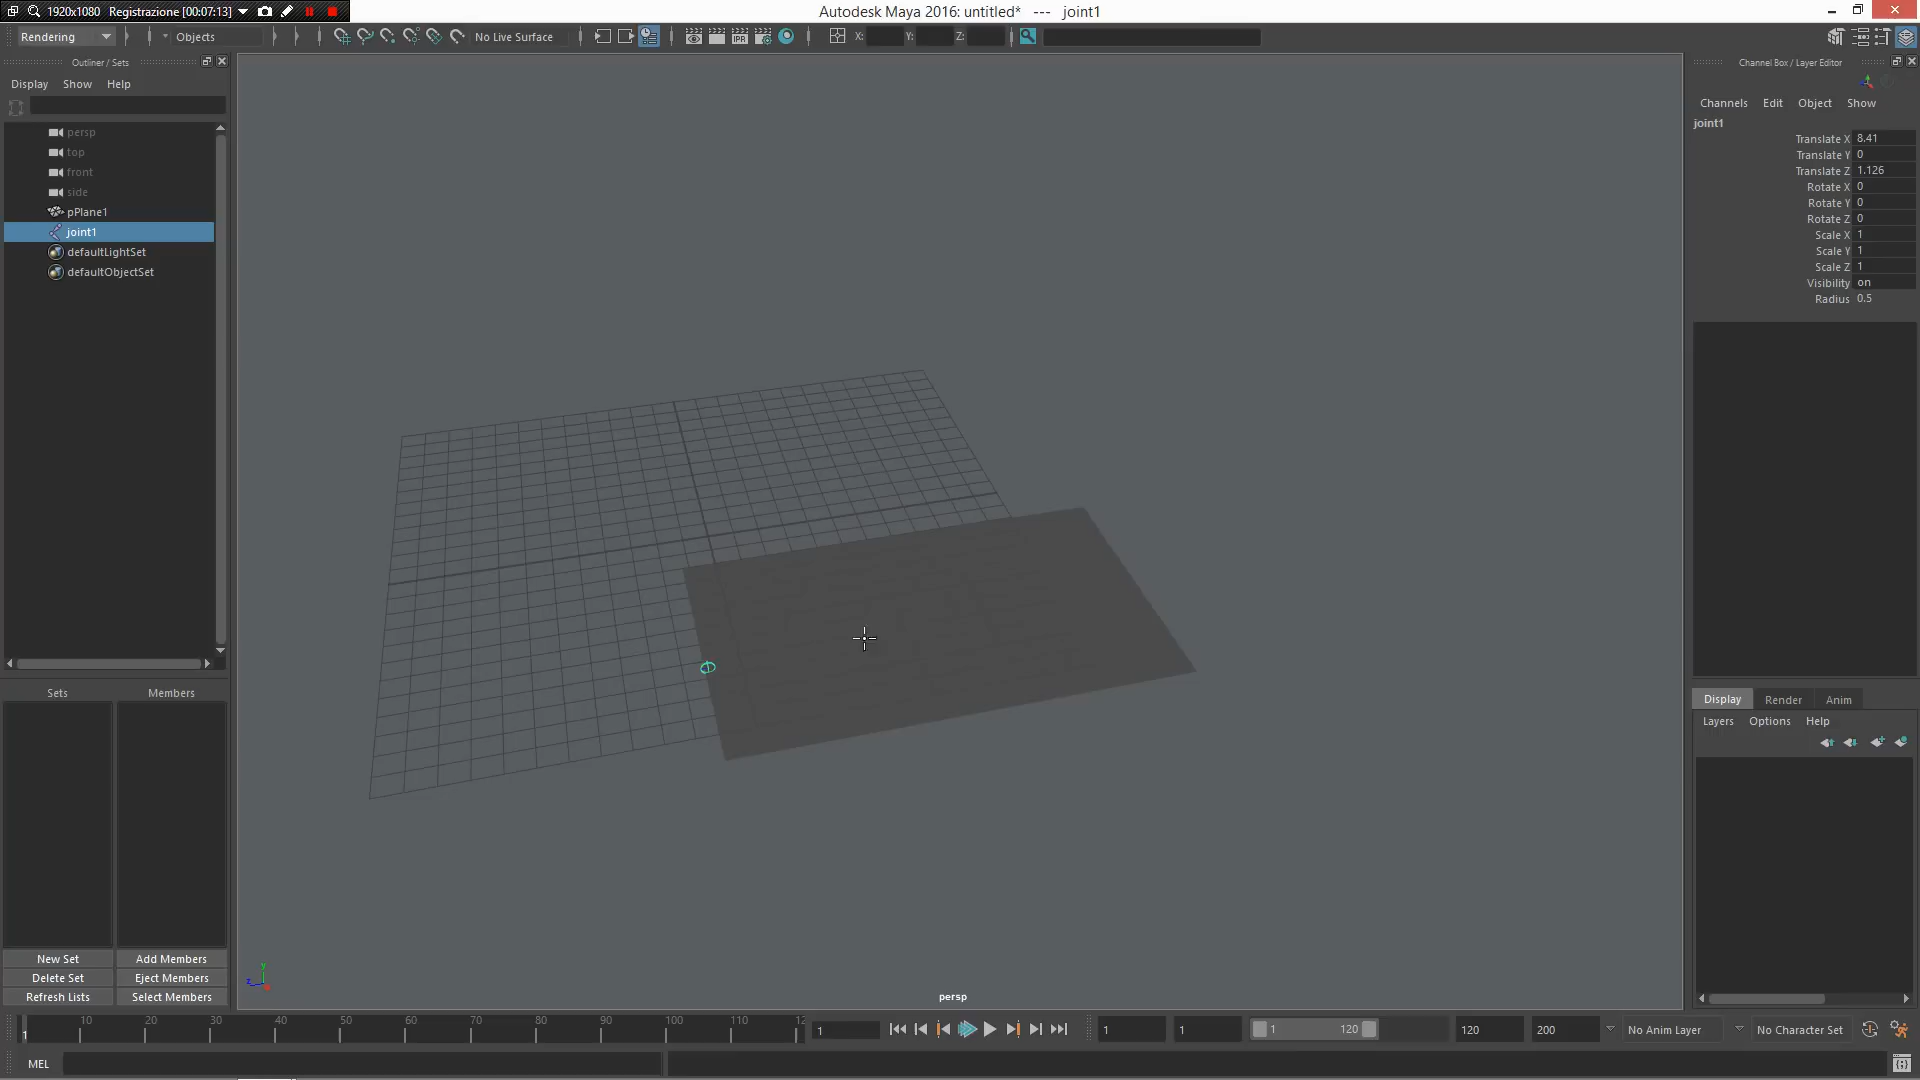 1920x1080 Registrazione [00:07:13]
Autodesk Maya 2016: untitled* --- joint1
Rendering
Objects
No Live Surface
IPR
X:
Y:
Z:
Outliner / Sets
Display Show Help
persp
top
front
side
pPlane1
joint1
defaultLightSet
defaultObjectSet
Sets
Members
New Set
Add Members
Delete Set
Eject Members
Refresh Lists
Select Members
y
z
persp
Channel Box / Layer Editor
Channels Edit Object Show
joint1
Translate X 8.41
Translate Y 0
Translate Z 1.126
Rotate X 0
Rotate Y 0
Rotate Z 0
Scale X 1
Scale Y 1
Scale Z 1
Visibility on
Radius 0.5
Display Render Anim
Layers Options Help
1 10 20 30 40 50 60 70 80 90 100 110 12
1
1
1
1 120
120
200
No Anim Layer
No Character Set
MEL